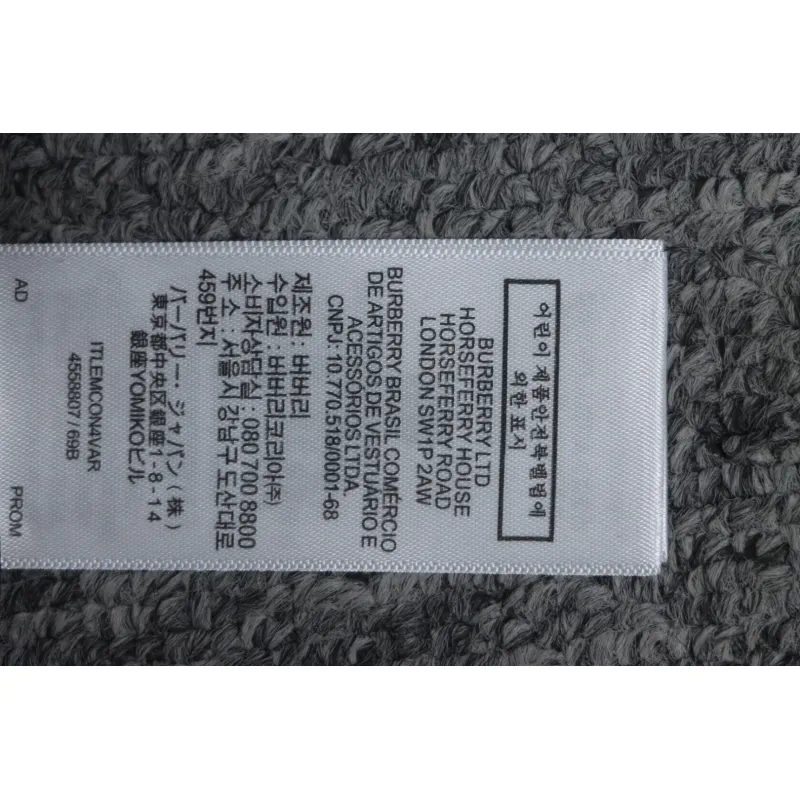 어린이 제품안전특별법에
의한 표시
BURBERRY LTD
HORSEFERRY HOUSE
HORSEFERRY ROAD
LONDON SW1P 2AW
BURBERRY BRASIL COMÉRCIO
DE ARTIGOS DE VESTUÁRIO E
ACESSÓRIOS LTDA.
CNPJ: 10.770.518/0001-68
제조원 : 버버리
수입원 : 버버리코리아㈜
소비자상담실 : 080 700 8800
주 소 : 서울시 강남구 도산대로
459번지
バーバリー・ジャパン（株）
東京都中央区銀座1-8-14
銀座YOMIKOビル
ITLEMCON4VAR
4558807 / 69B
AD
PROM